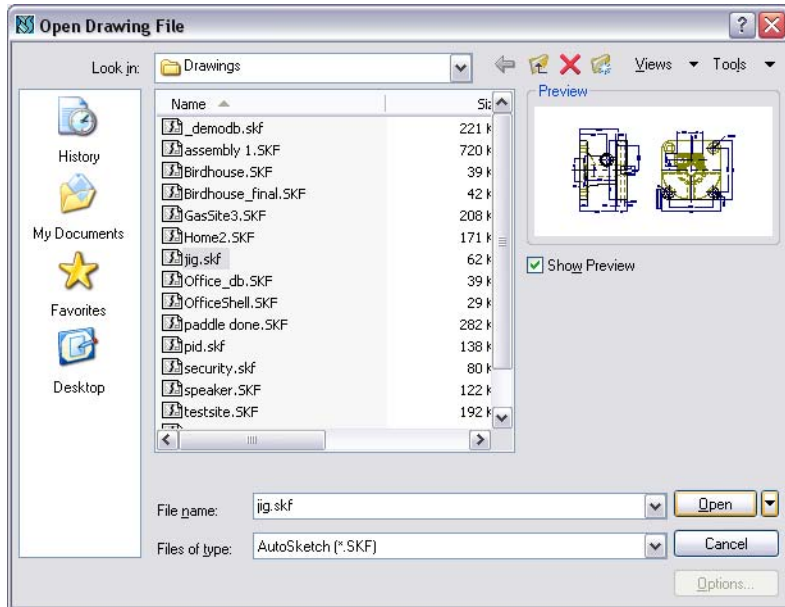 Open Drawing File
Look in: Drawings Views Tools
Name Siz
Preview
_demodb.skf 221 K
assembly 1.SKF 720 K
Birdhouse.SKF 39 K
Birdhouse_final.SKF 42 K
GasSite3.SKF 208 K
Home2.SKF 171 K
jig.skf 62 K
Office_db.SKF 39 K
OfficeShell.SKF 29 K
paddle done.SKF 282 K
pid.skf 138 K
security.skf 80 K
speaker.SKF 122 K
testsite.SKF 192 K
History
My Documents
Favorites
Desktop
Show Preview
File name: jig.skf Open
Files of type: AutoSketch (*.SKF) Cancel
Options...